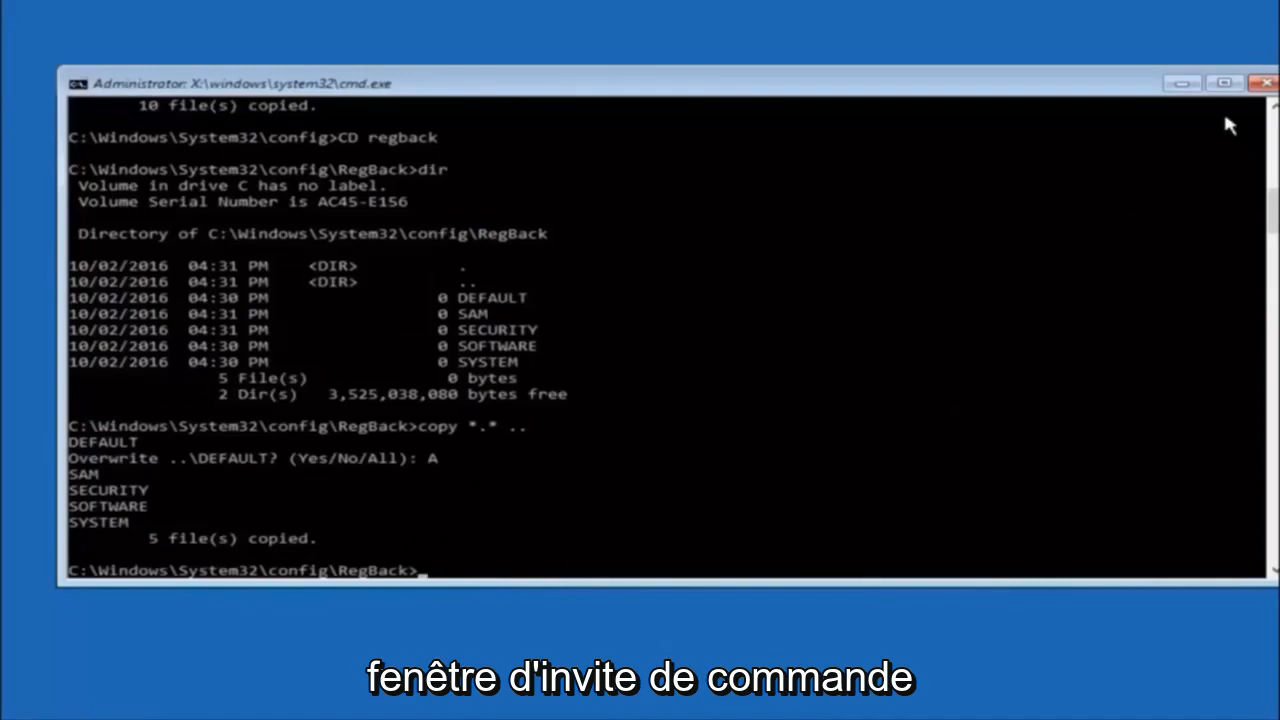 Administrator: X:\windows\system32\cmd.exe
10 file(s) copied.
C:\Windows\System32\config>CD regback
C:\Windows\System32\config\RegBack>dir
Volume in drive C has no label.
Volume Serial Number is AC45-E156
Directory of C:\Windows\System32\config\RegBack
10/02/2016 04:31 PM <DIR> .
10/02/2016 04:31 PM <DIR> ..
10/02/2016 04:30 PM 0 DEFAULT
10/02/2016 04:31 PM 0 SAM
10/02/2016 04:31 PM 0 SECURITY
10/02/2016 04:30 PM 0 SOFTWARE
10/02/2016 04:30 PM 0 SYSTEM
5 File(s) 0 bytes
2 Dir(s) 3,525,038,080 bytes free
C:\Windows\System32\config\RegBack>copy *.* ..
DEFAULT
Overwrite ..\DEFAULT? (Yes/No/All): A
SAM
SECURITY
SOFTWARE
SYSTEM
5 file(s) copied.
C:\Windows\System32\config\RegBack>_
fenêtre d'invite de commande